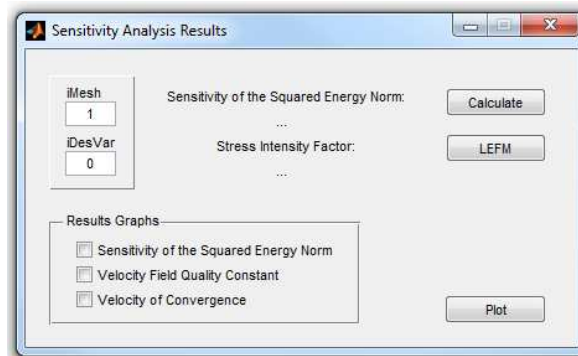 Sensitivity Analysis Results
iMesh
1
iDesVar
0
Sensitivity of the Squared Energy Norm:
...
Stress Intensity Factor:
...
Calculate
LEFM
Results Graphs
Sensitivity of the Squared Energy Norm
Velocity Field Quality Constant
Velocity of Convergence
Plot